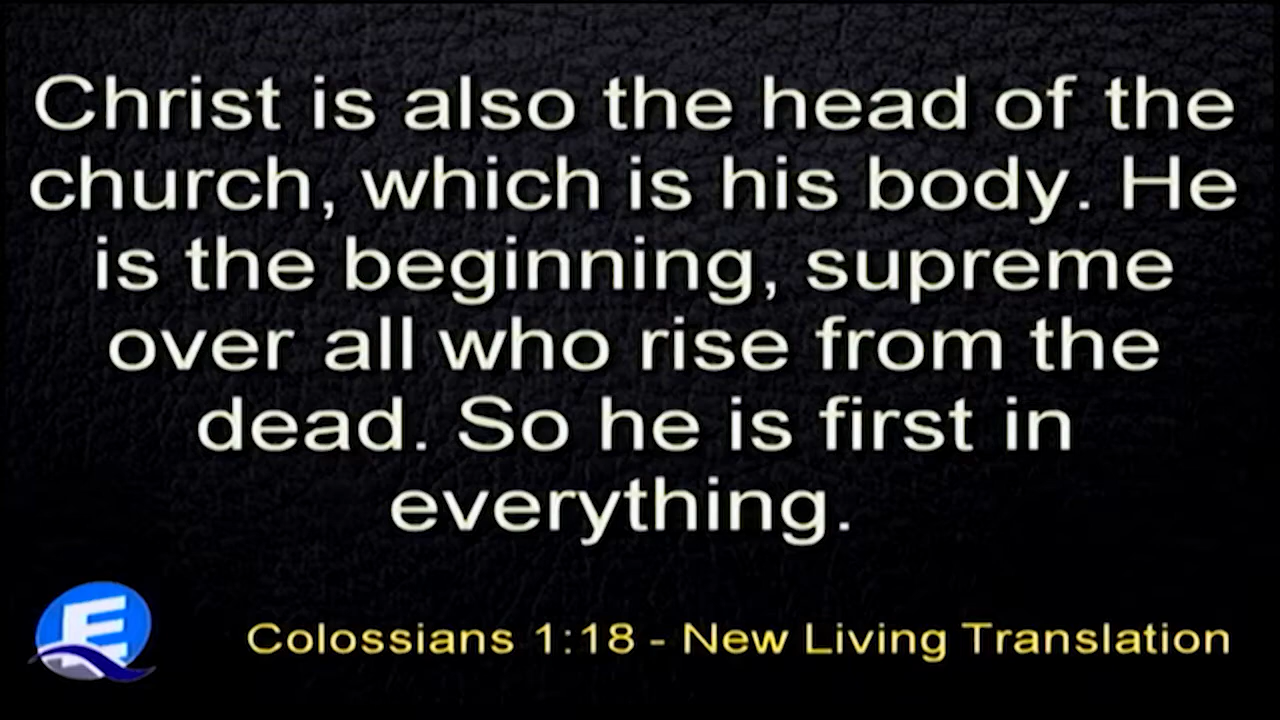 Christ is also the head of the
church, which is his body. He
is the beginning, supreme
over all who rise from the
dead. So he is first in
everything.
E
Colossians 1:18 - New Living Translation